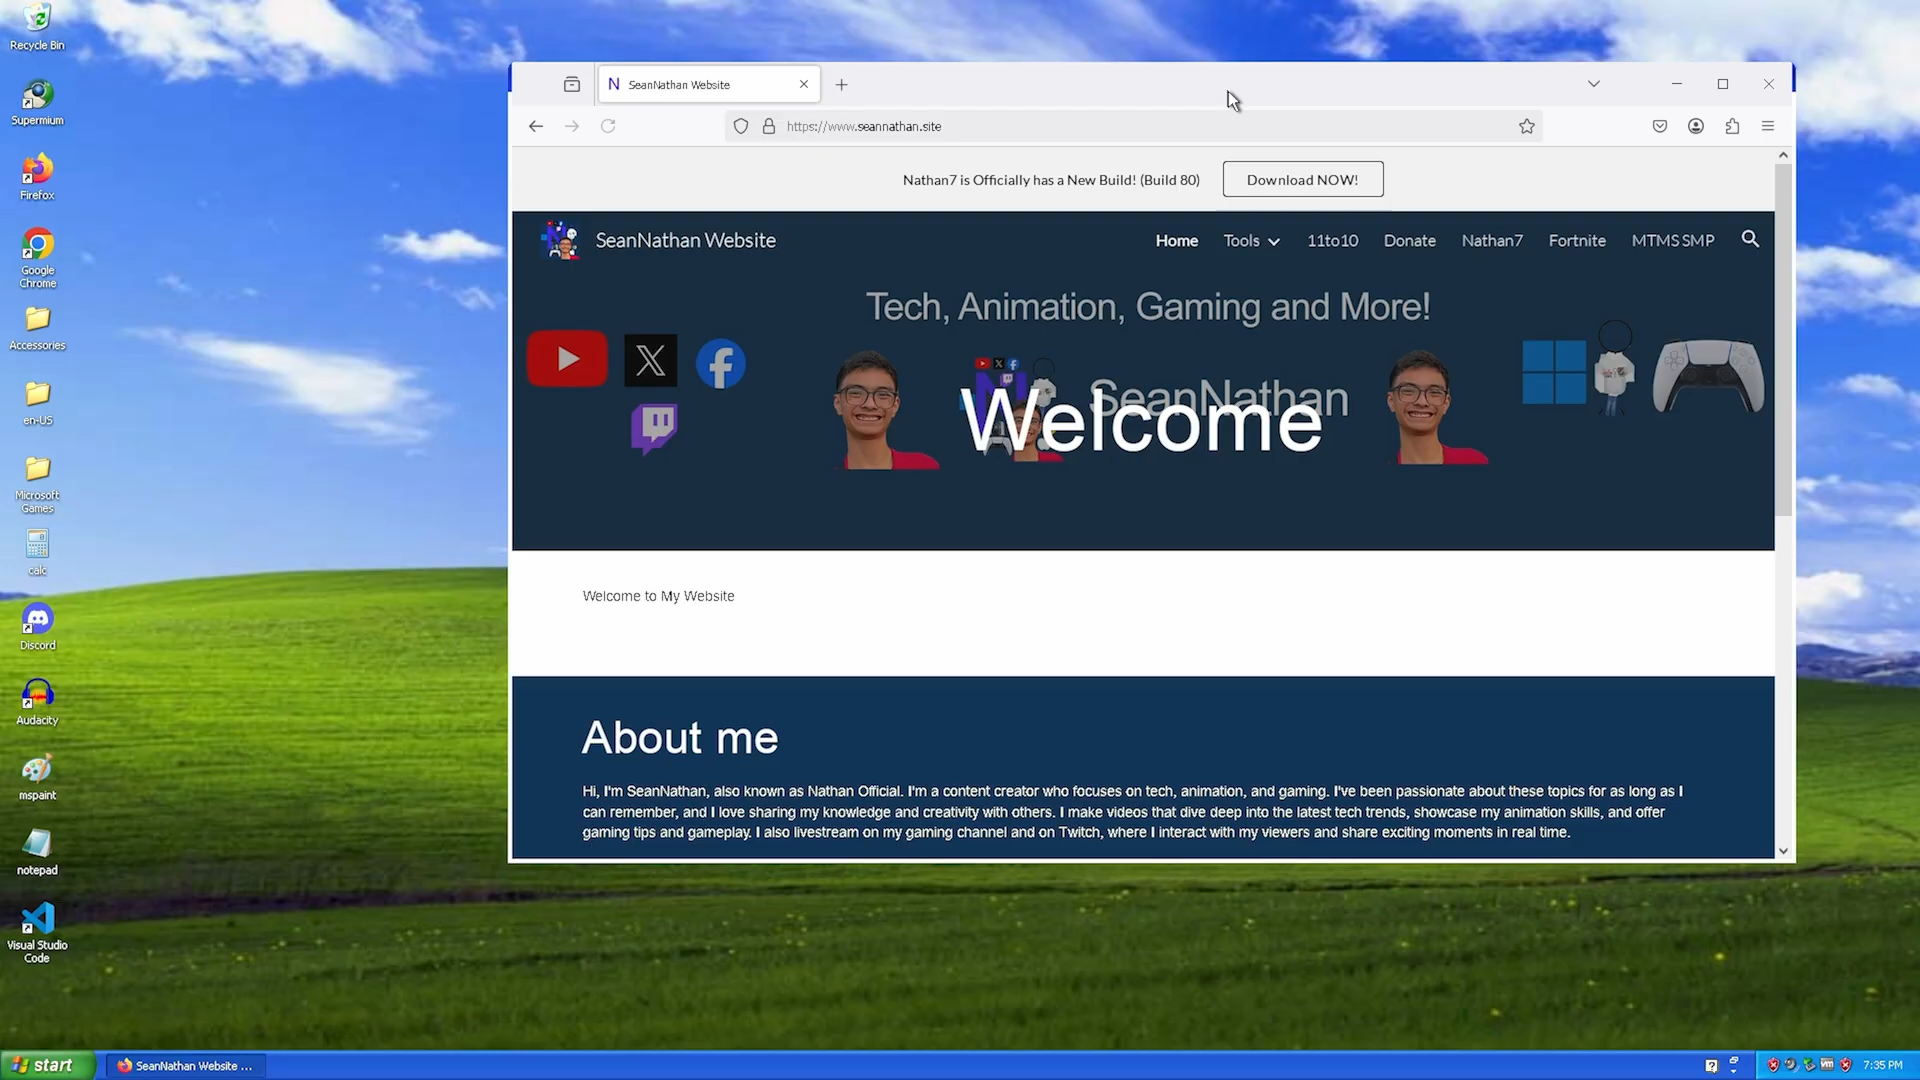 Recycle Bin
Supermium
Firefox
Google
Chrome
Accessories
en-US
Microsoft
Games
calc
Discord
Audacity
mspaint
notepad
Visual Studio
Code
N SeanNathan Website
https://www.seannathan.site
Nathan7 is Officially has a New Build! (Build 80)
Download NOW!
SeanNathan Website
Home
Tools
11to10
Donate
Nathan7
Fortnite
MTMS SMP
Tech, Animation, Gaming and More!
SeanNathan
Welcome
Welcome to My Website
About me
Hi, I'm SeanNathan, also known as Nathan Official. I'm a content creator who focuses on tech, animation, and gaming. I've been passionate about these topics for as long as I
can remember, and I love sharing my knowledge and creativity with others. I make videos that dive deep into the latest tech trends, showcase my animation skills, and offer
gaming tips and gameplay. I also livestream on my gaming channel and on Twitch, where I interact with my viewers and share exciting moments in real time.
start
SeanNathan Website ...
7:35 PM